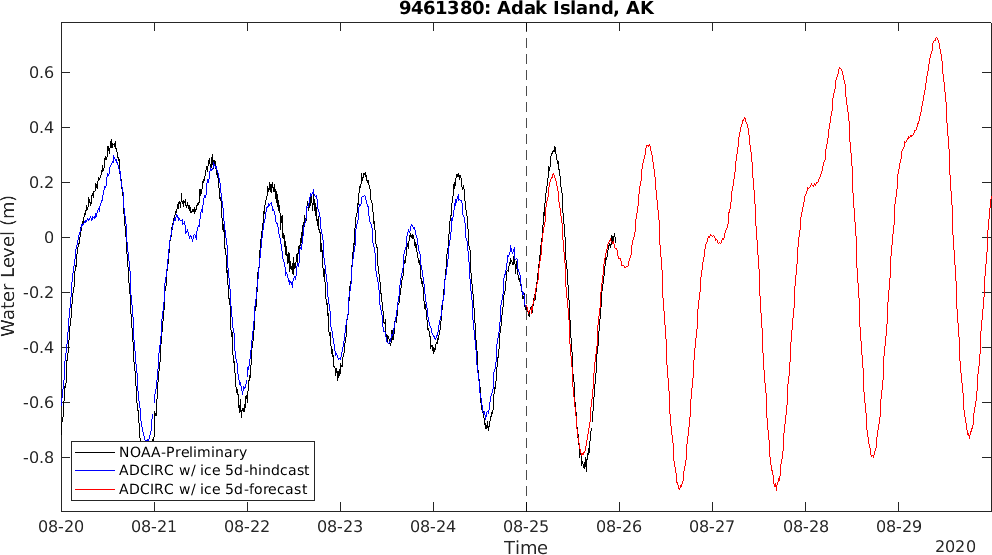 9461380: Adak Island, AK
Water Level (m)
0.6
0.4
0.2
0
-0.2
-0.4
-0.6
-0.8
NOAA-Preliminary
ADCIRC w/ ice 5d-hindcast
ADCIRC w/ ice 5d-forecast
08-20 08-21 08-22 08-23 08-24 08-25 08-26 08-27 08-28 08-29
Time
2020